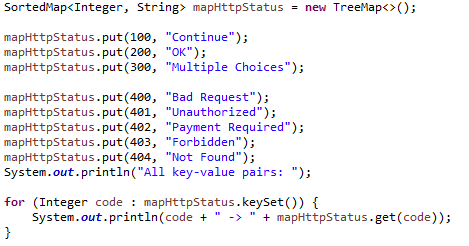 SortedMap<Integer, String> mapHttpStatus = new TreeMap<>();
mapHttpStatus.put(100, "Continue");
mapHttpStatus.put(200, "OK");
mapHttpStatus.put(300, "Multiple Choices");
mapHttpStatus.put(400, "Bad Request");
mapHttpStatus.put(401, "Unauthorized");
mapHttpStatus.put(402, "Payment Required");
mapHttpStatus.put(403, "Forbidden");
mapHttpStatus.put(404, "Not Found");
System.out.println("All key-value pairs: ");
for (Integer code : mapHttpStatus.keySet()) {
    System.out.println(code + " -> " + mapHttpStatus.get(code));
}